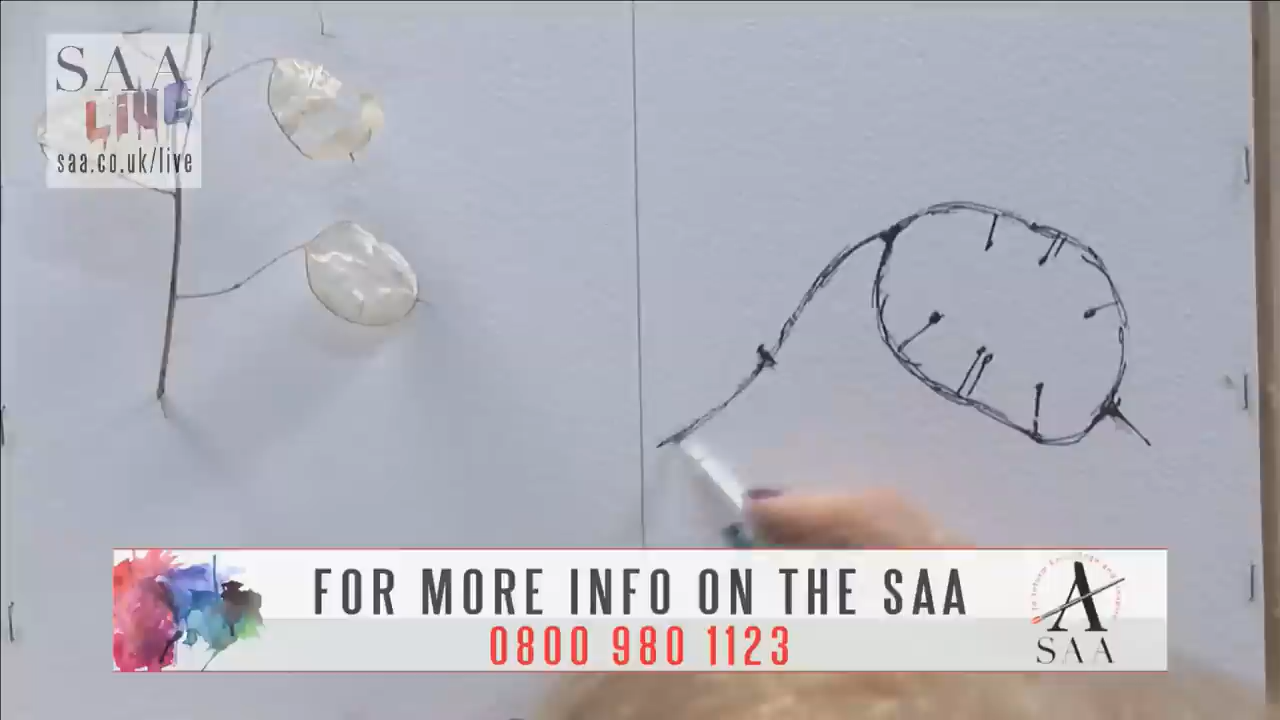 SAA
LIVE
saa.co.uk/live
FOR MORE INFO ON THE SAA
0800 980 1123
A
SAA